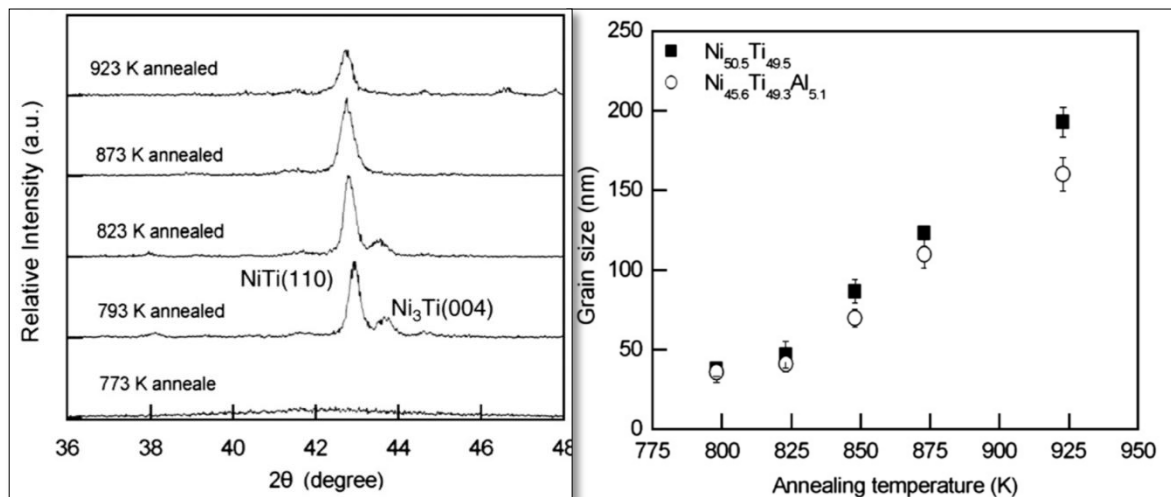 Relative Intensity (a.u.)
923 K annealed
873 K annealed
823 K annealed
NiTi(110)
Ni₃Ti(004)
793 K annealed
773 K anneale
36 38 40 42 44 46 48
2θ (degree)
Grain size (nm)
250
200
150
100
50
0
Ni₅₀.₅Ti₄₉.₅
Ni₄₅.₆Ti₄₉.₃Al₅.₁
775 800 825 850 875 900 925 950
Annealing temperature (K)